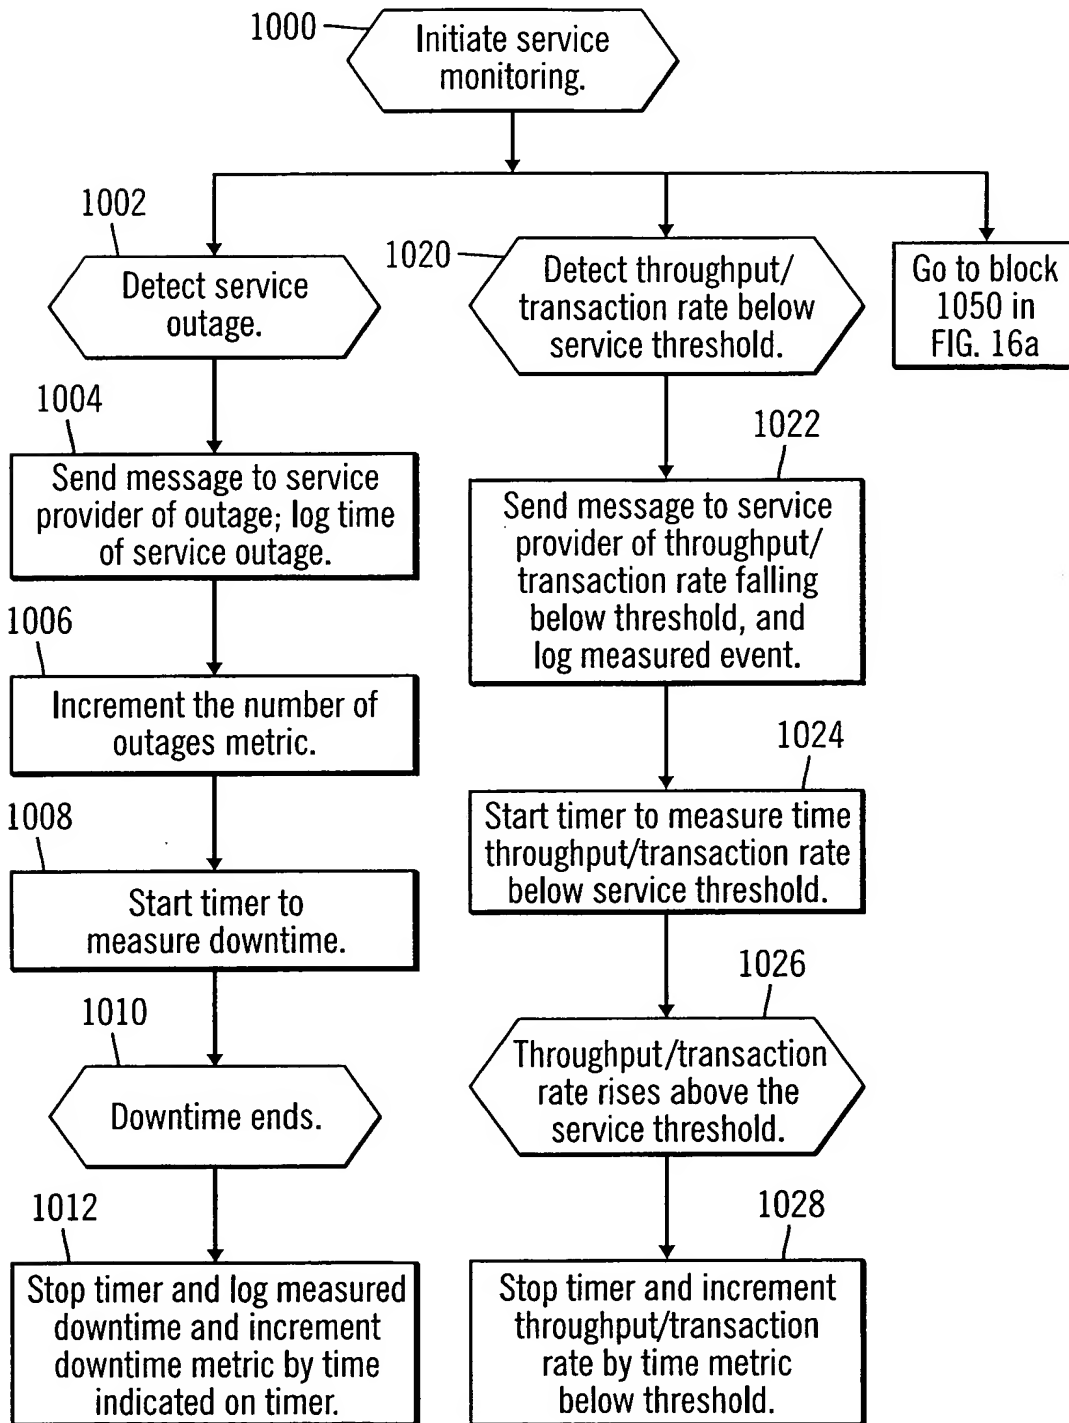 1000
Initiate service
monitoring.
1002
Detect service
outage.
1004
Send message to service
provider of outage; log time
of service outage.
1006
Increment the number of
outages metric.
1008
Start timer to
measure downtime.
1010
Downtime ends.
1012
Stop timer and log measured
downtime and increment
downtime metric by time
indicated on timer.
1020
Detect throughput/
transaction rate below
service threshold.
1022
Send message to service
provider of throughput/
transaction rate falling
below threshold, and
log measured event.
1024
Start timer to measure time
throughput/transaction rate
below service threshold.
1026
Throughput/transaction
rate rises above the
service threshold.
1028
Stop timer and increment
throughput/transaction
rate by time metric
below threshold.
Go to block
1050 in
FIG. 16a